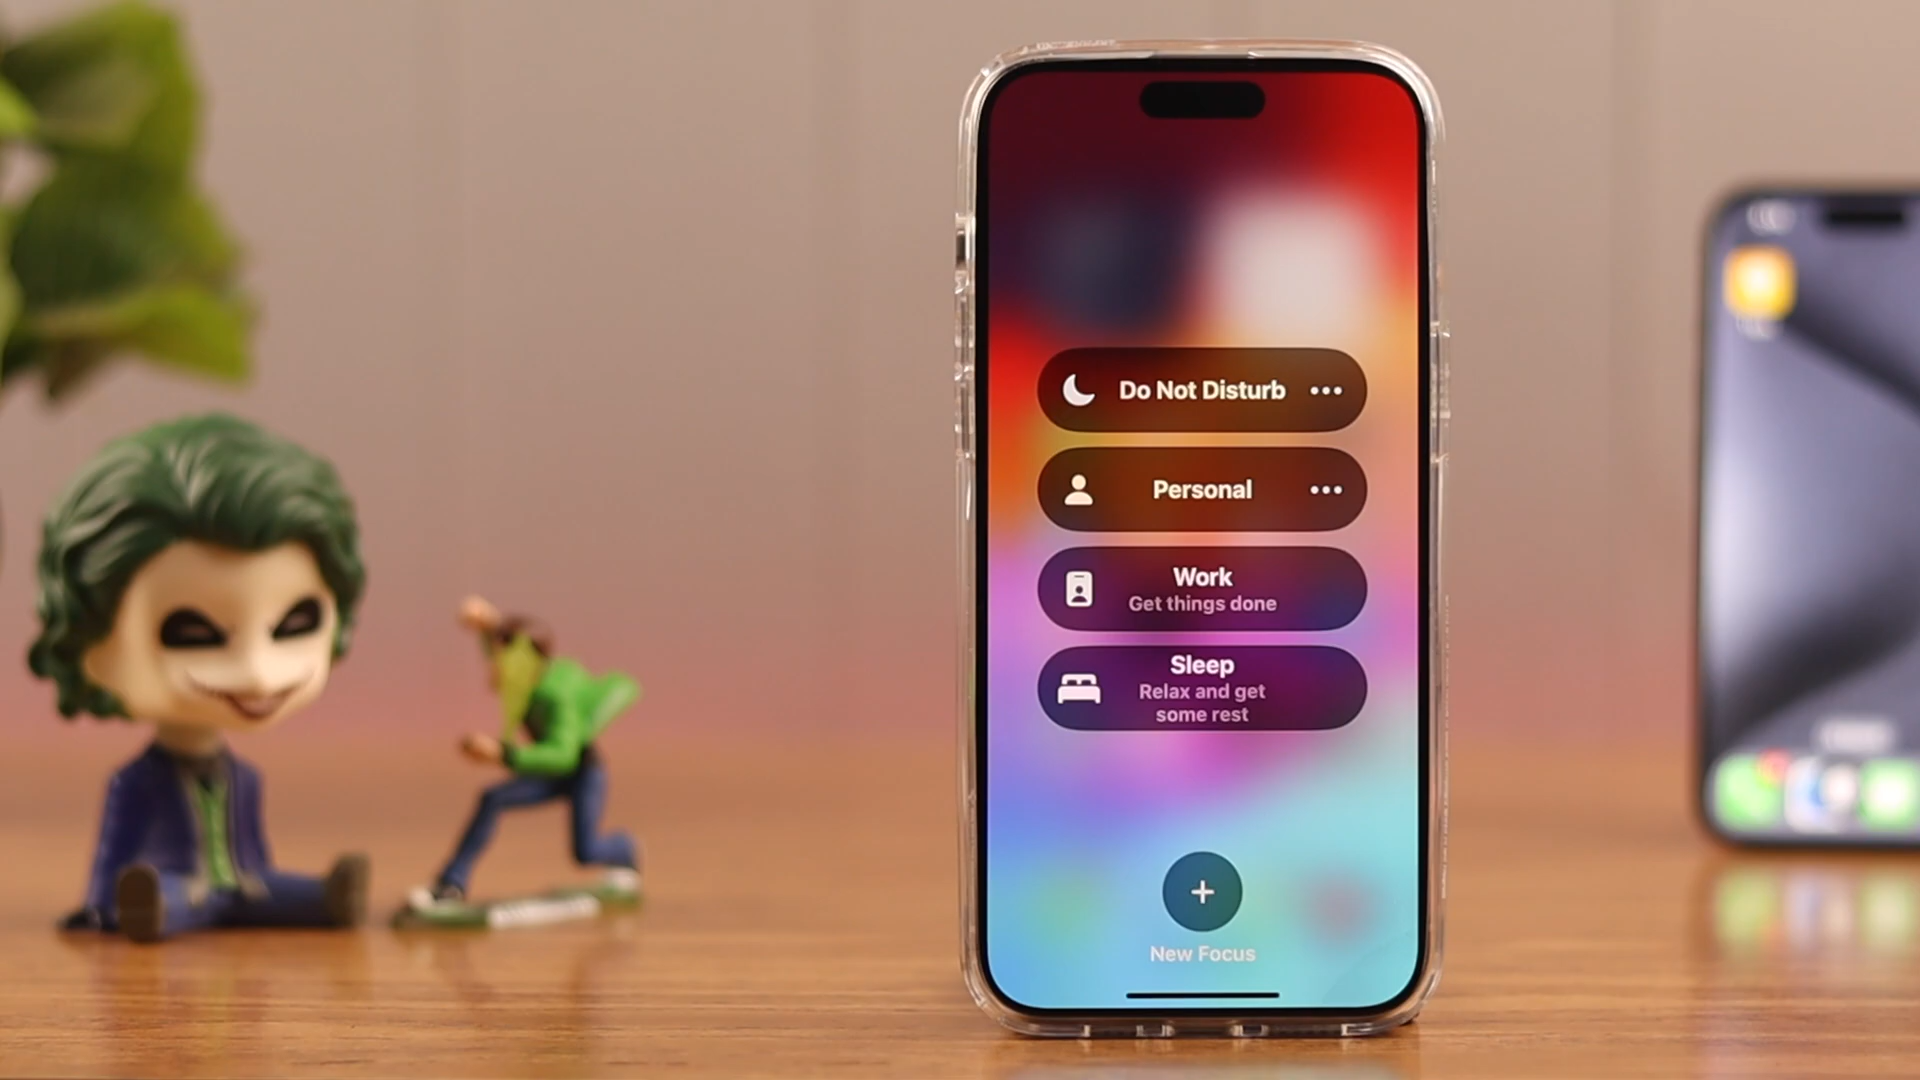 Do Not Disturb
Personal
Work
Get things done
Sleep
Relax and get
some rest
New Focus